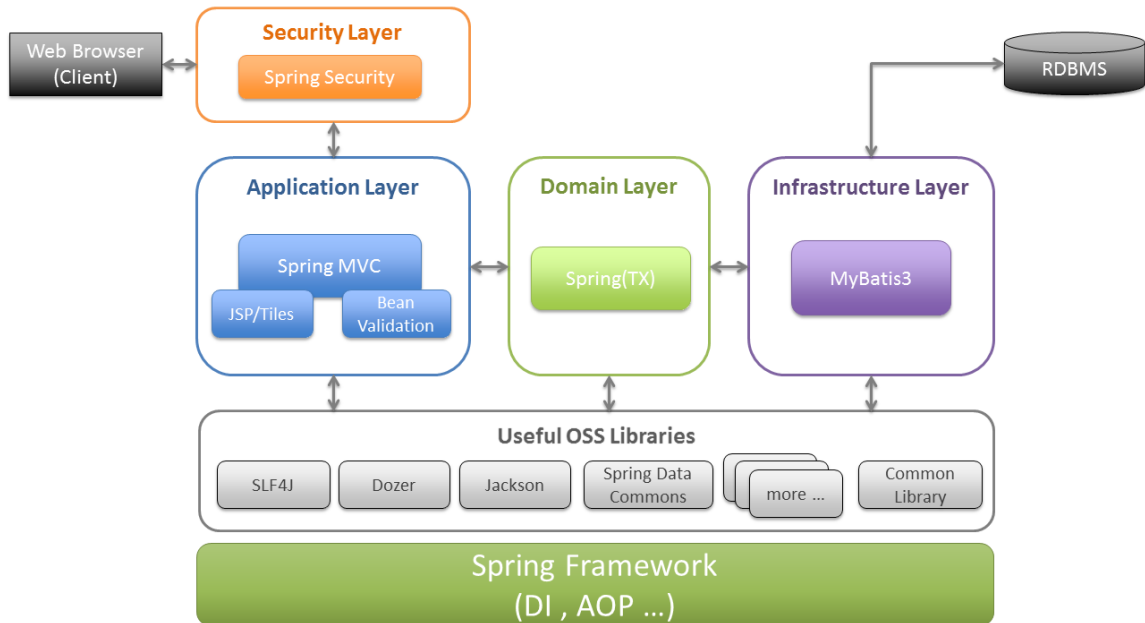 Security Layer
Web Browser
(Client)
Spring Security
RDBMS
Application Layer
Domain Layer
Infrastructure Layer
Spring MVC
JSP/Tiles
Bean
Validation
Spring(TX)
MyBatis3
Useful OSS Libraries
SLF4J
Dozer
Jackson
Spring Data
Commons
more ...
Common
Library
Spring Framework
(DI , AOP ...)